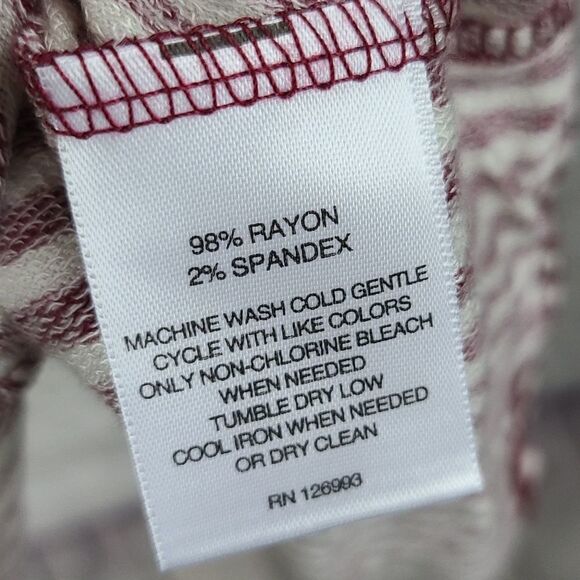 98% RAYON
2% SPANDEX
MACHINE WASH COLD GENTLE
CYCLE WITH LIKE COLORS
ONLY NON-CHLORINE BLEACH
WHEN NEEDED
TUMBLE DRY LOW
COOL IRON WHEN NEEDED
OR DRY CLEAN
RN 126993